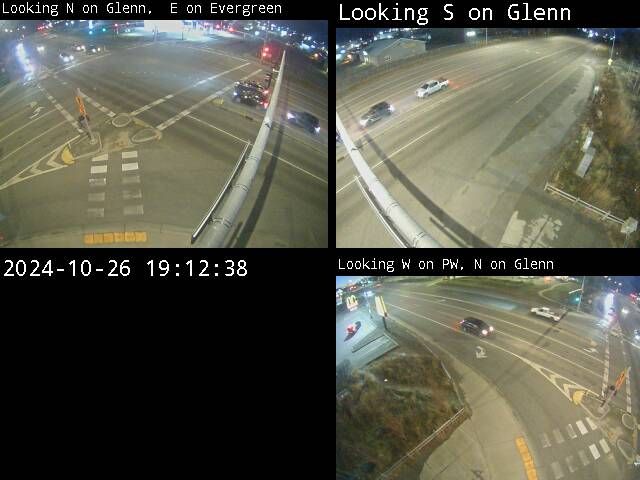 Looking N on Glenn,  E on Evergreen
Looking S on Glenn
2024-10-26 19:12:38
Looking W on PW, N on Glenn